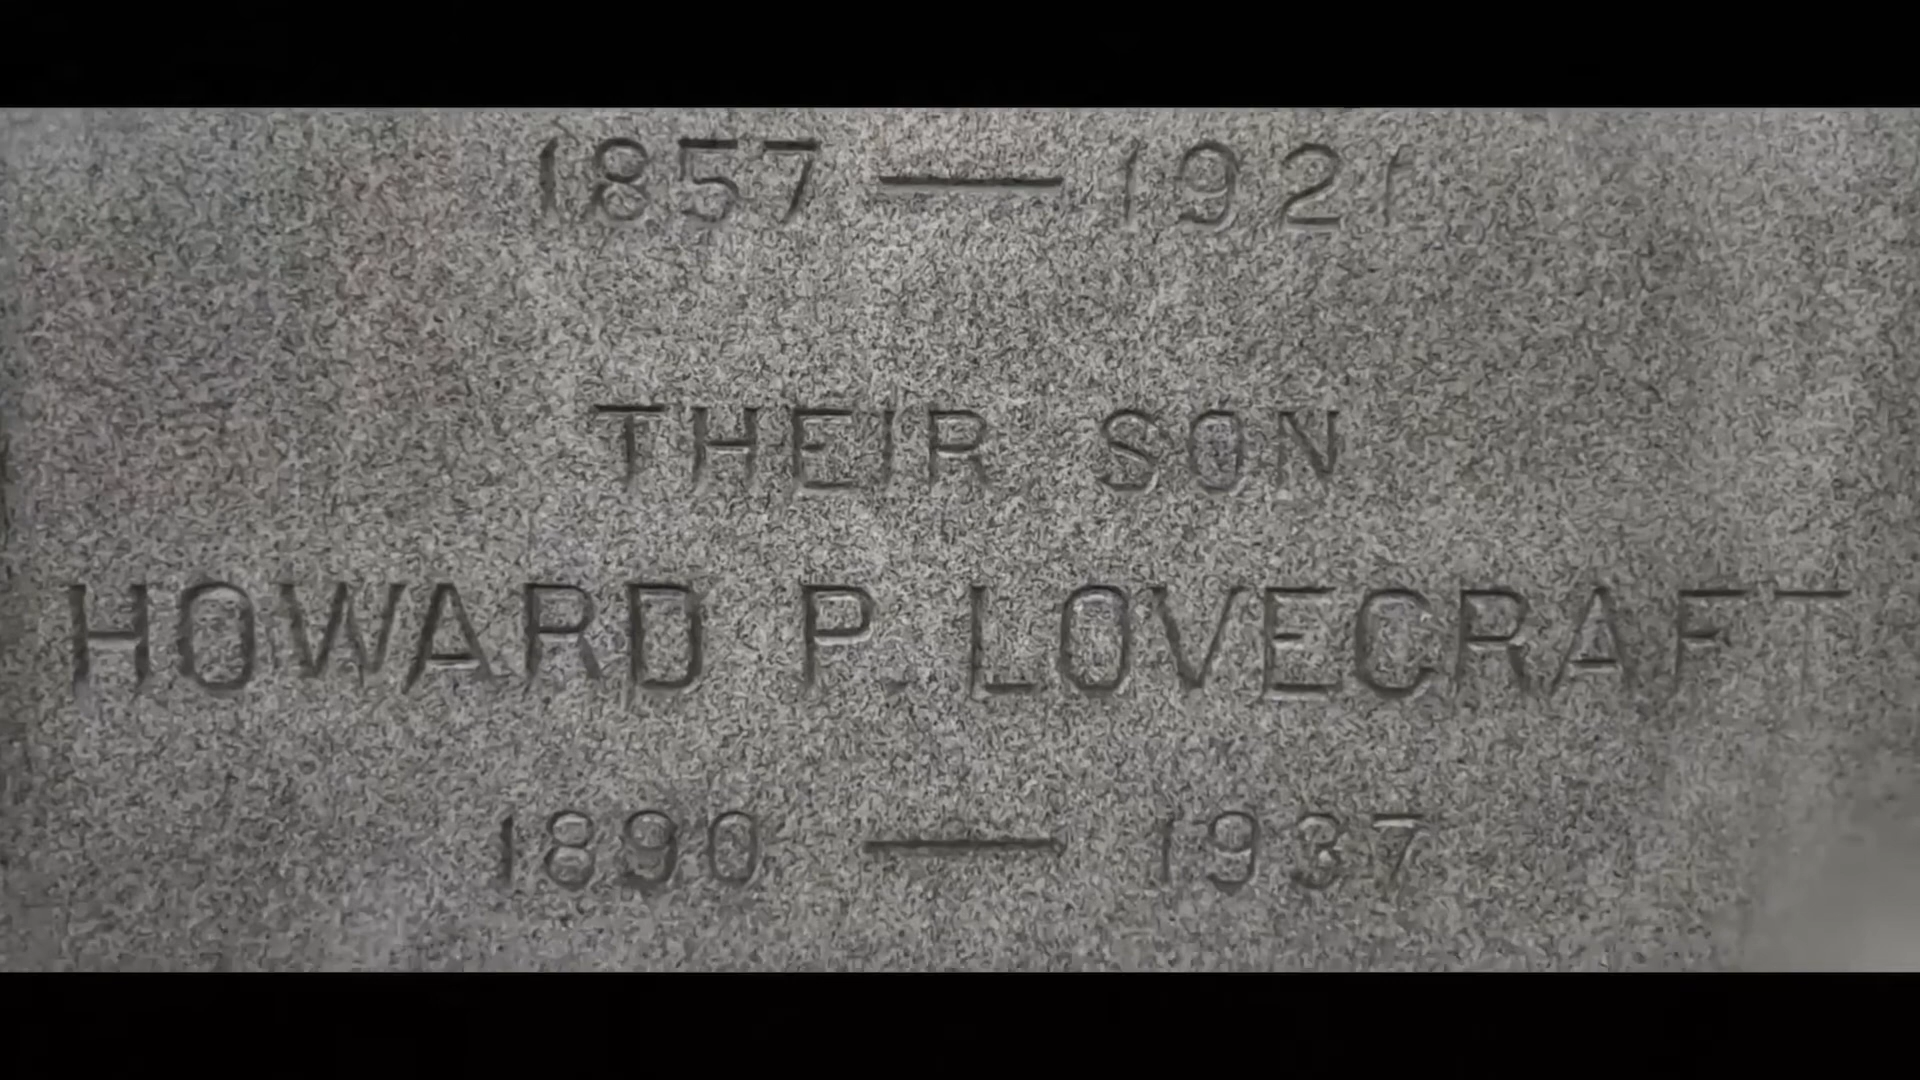 1857 — 1921
THEIR SON
HOWARD P. LOVECRAFT
1890 — 1937